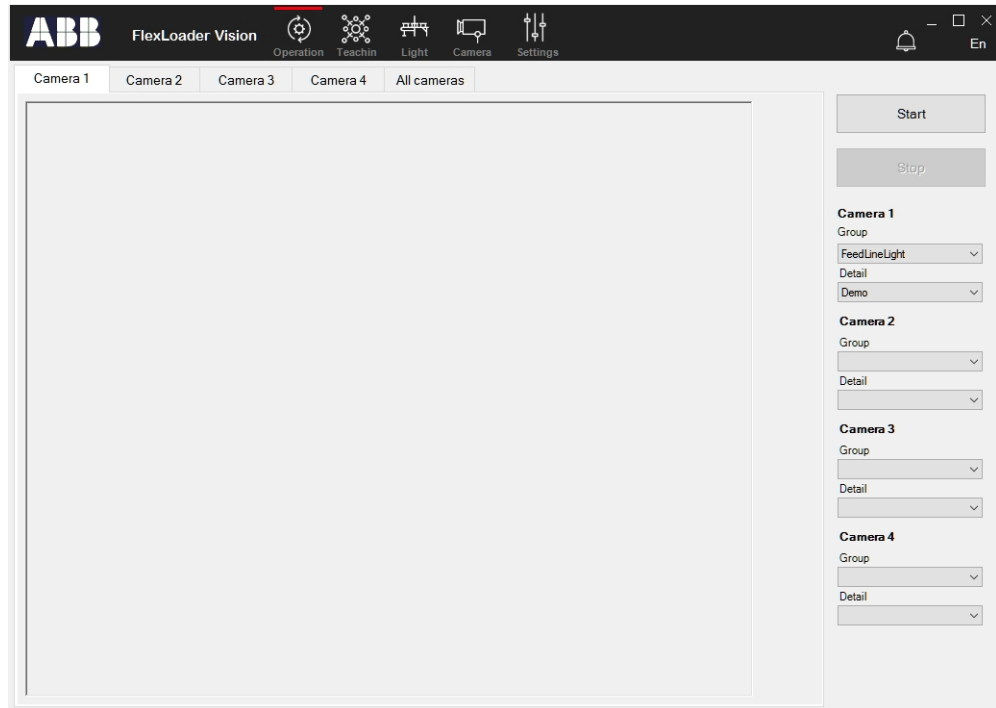 ABB FlexLoader Vision
Operation Teachin Light Camera Settings En
Camera 1 Camera 2 Camera 3 Camera 4 All cameras
Start
Stop
Camera 1
Group
FeedLineLight
Detail
Demo
Camera 2
Group
Detail
Camera 3
Group
Detail
Camera 4
Group
Detail